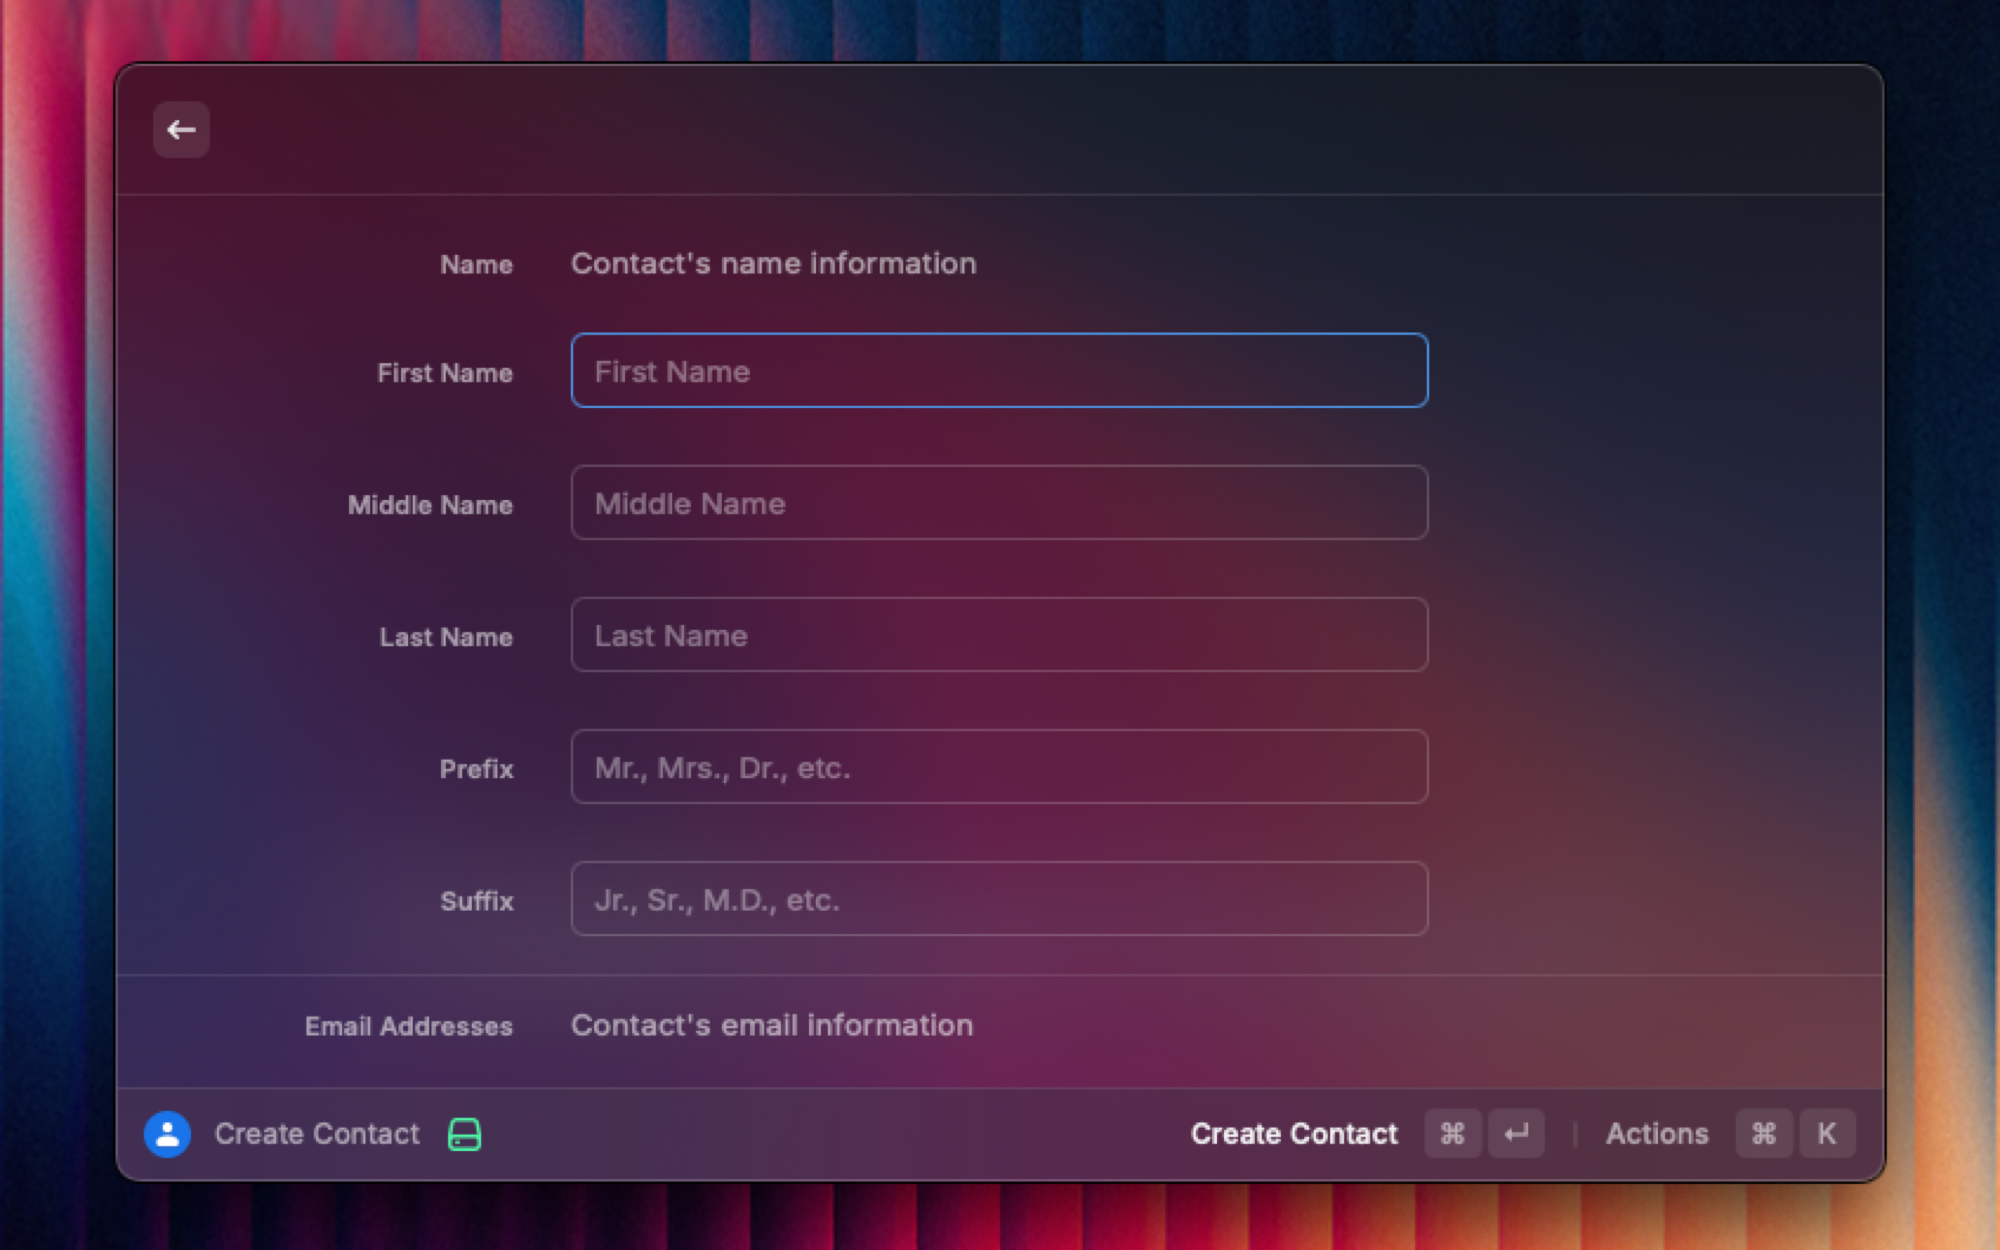 Name Contact's name information
First Name First Name
Middle Name Middle Name
Last Name Last Name
Prefix Mr., Mrs., Dr., etc.
Suffix Jr., Sr., M.D., etc.
Email Addresses Contact's email information
Create Contact Create Contact ⌘ ↵ | Actions ⌘ K